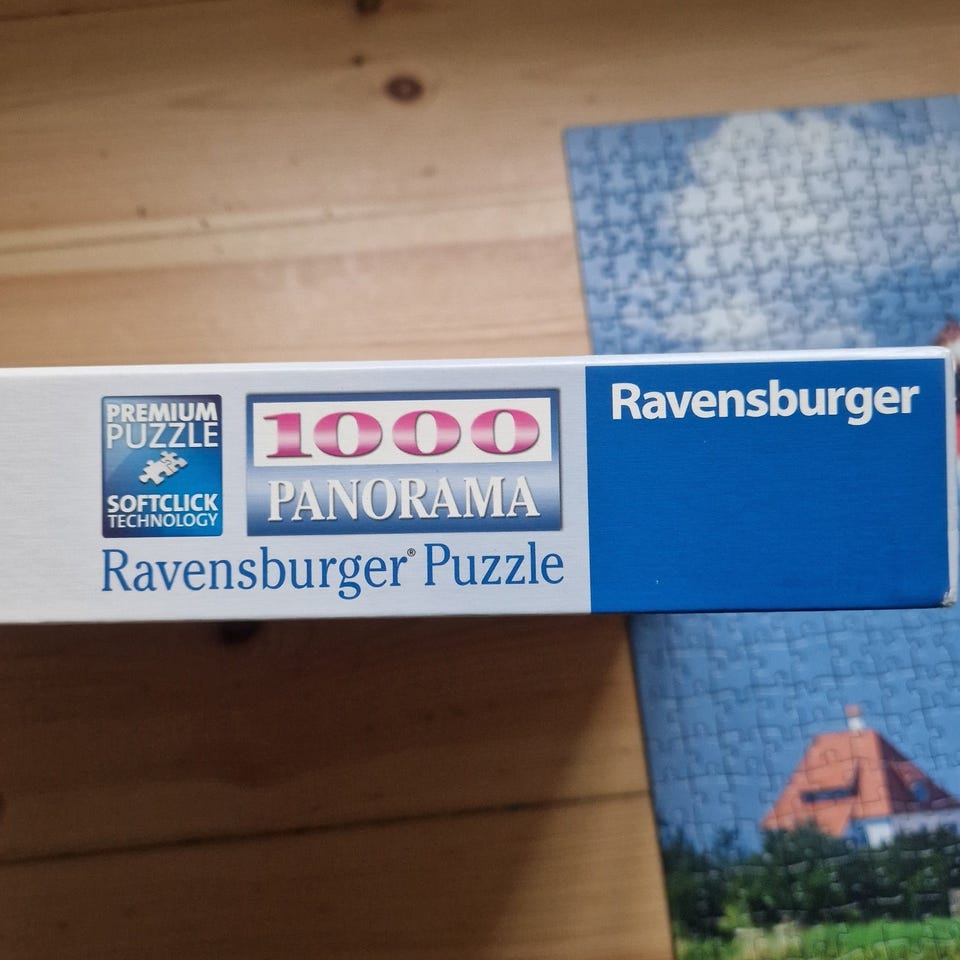 PREMIUM
PUZZLE
SOFTCLICK
TECHNOLOGY
1000
PANORAMA
Ravensburger® Puzzle
Ravensburger